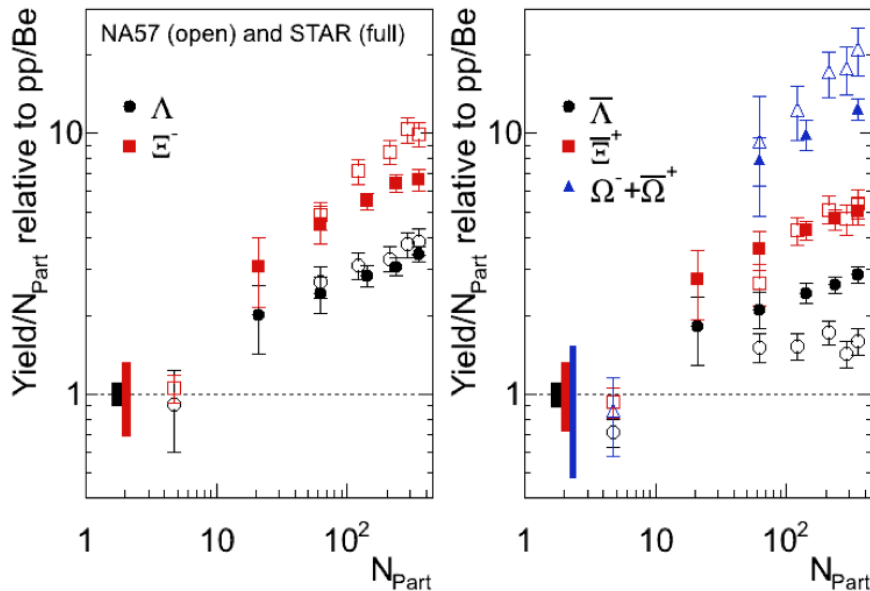 Yield/N_Part relative to pp/Be
NA57 (open) and STAR (full)
Λ
Ξ⁻
10
1
1
10
10²
N_Part
Yield/N_Part relative to pp/Be
Λ̅
Ξ̅⁺
Ω⁻+Ω̅⁺
10
1
1
10
10²
N_Part